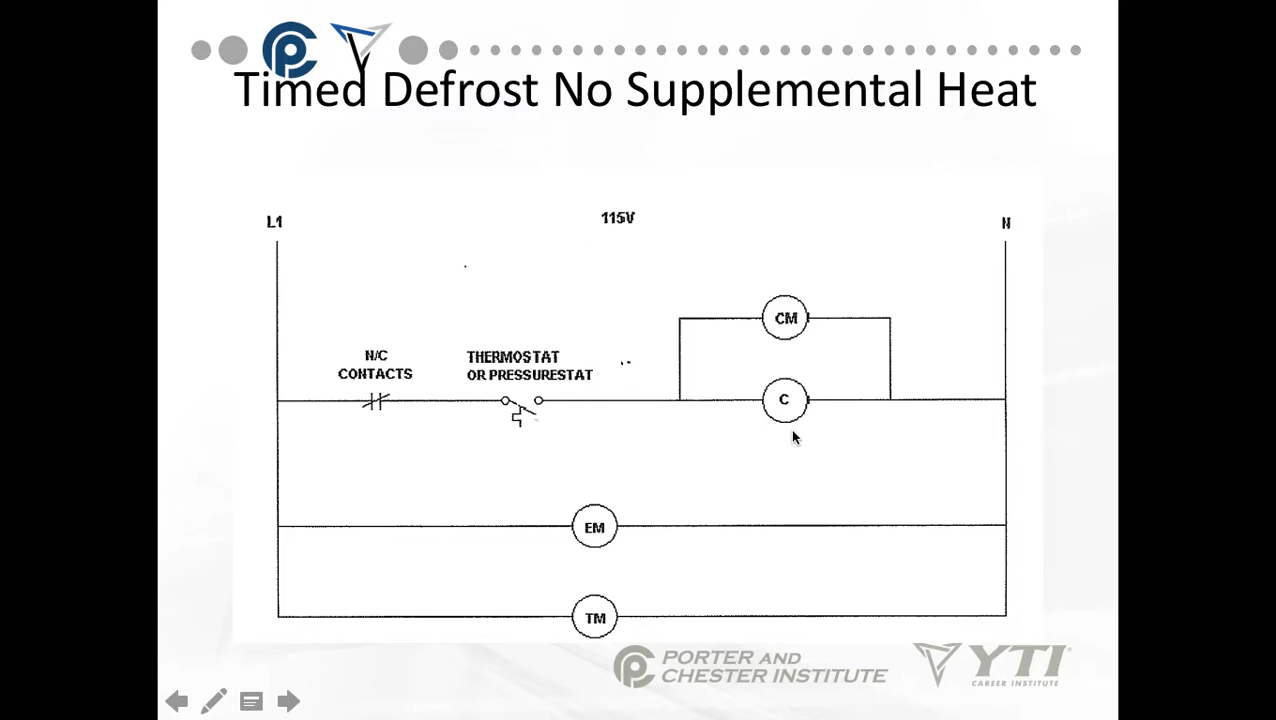 Timed Defrost No Supplemental Heat
L1
115V
N
CM
N/C
CONTACTS
THERMOSTAT
OR PRESSURESTAT
C
EM
TM
PORTER AND
CHESTER INSTITUTE
YTI
CAREER INSTITUTE